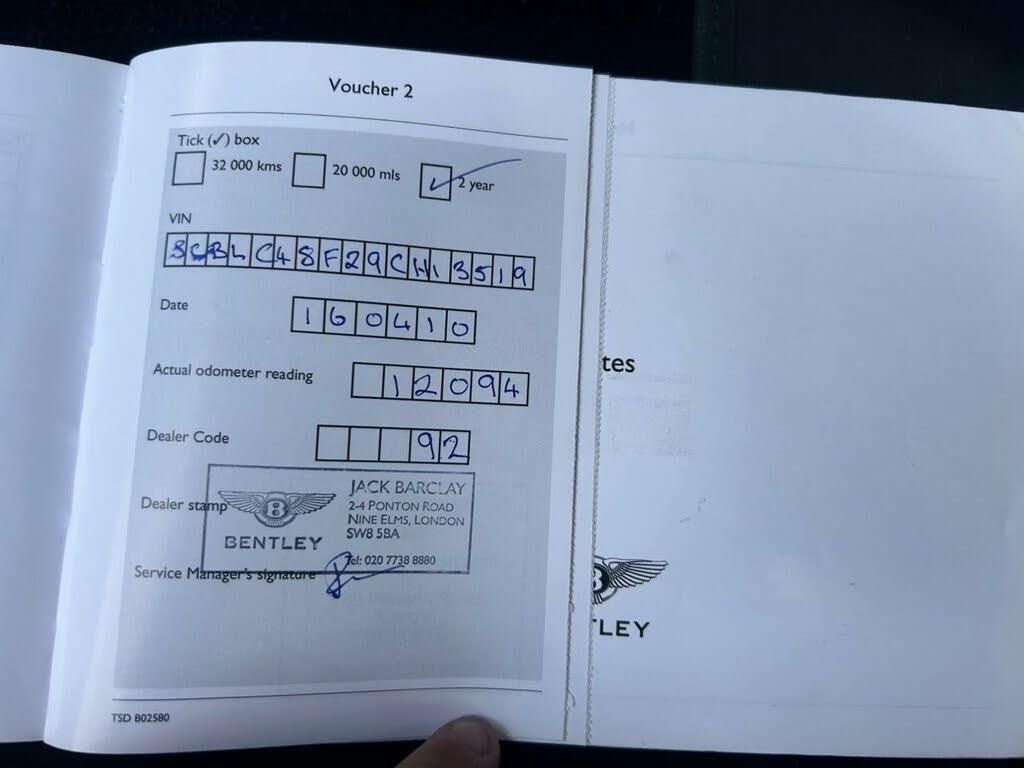 Voucher 2
Tick (✓) box
32 000 kms
20 000 mls
✓ 2 year
VIN
SCBLC48F29CH13519
Date
160410
Actual odometer reading
12094
Dealer Code
92
Dealer stamp
BENTLEY
JACK BARCLAY
2-4 PONTON ROAD
NINE ELMS, LONDON
SW8 5BA
Tel: 020 7738 8880
Service Manager's signature
TSD B02580
tes
B
TLEY